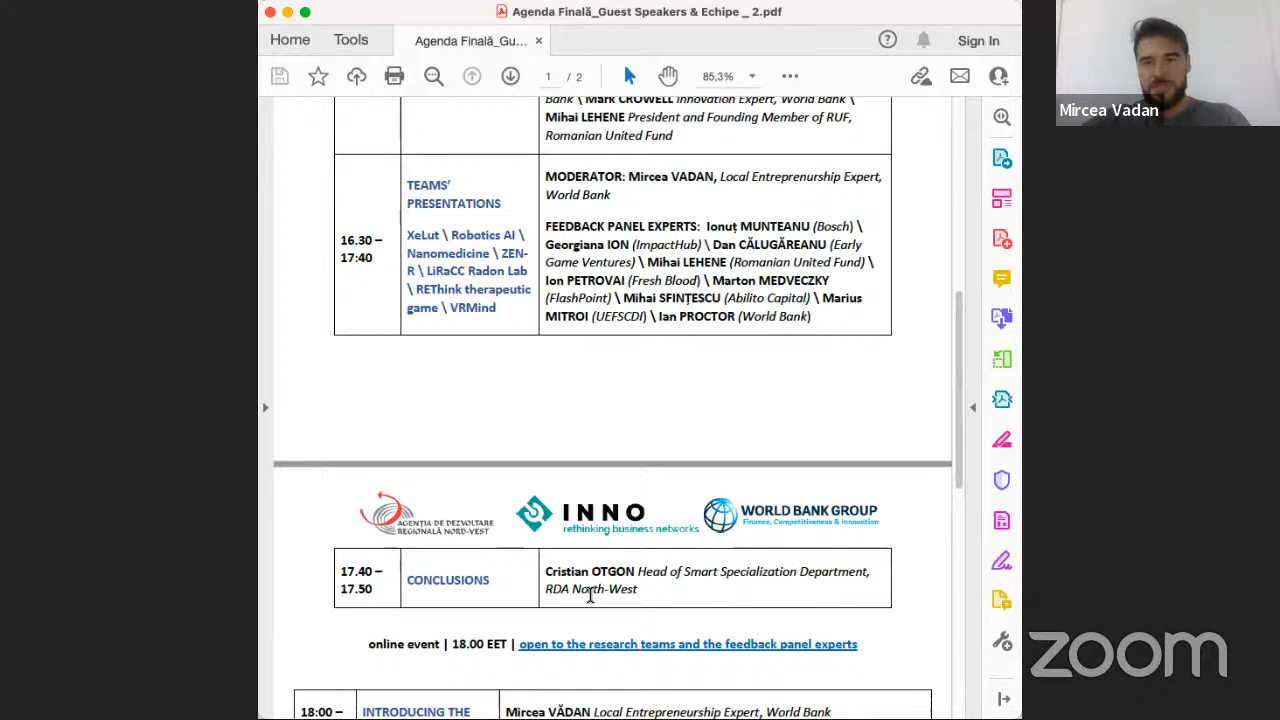 Agenda Finală_Guest Speakers & Echipe _ 2.pdf
Home
Tools
Agenda Finală_Gu...
Sign In
1 / 2
85,3%
Mircea Vadan
Bank \ Mark CROWELL Innovation Expert, World Bank \
Mihai LEHENE President and Founding Member of RUF,
Romanian United Fund
16.30 –
17:40
TEAMS’
PRESENTATIONS
XeLut \ Robotics AI \
Nanomedicine \ ZEN-
R \ LiRaCC Radon Lab
\ REThink therapeutic
game \ VRMind
MODERATOR: Mircea VADAN, Local Entreprenurship Expert,
World Bank
FEEDBACK PANEL EXPERTS: Ionuț MUNTEANU (Bosch) \
Georgiana ION (ImpactHub) \ Dan CĂLUGĂREANU (Early
Game Ventures) \ Mihai LEHENE (Romanian United Fund) \
Ion PETROVAI (Fresh Blood) \ Marton MEDVECZKY
(FlashPoint) \ Mihai SFINȚESCU (Abilito Capital) \ Marius
MITROI (UEFSCDI) \ Ian PROCTOR (World Bank)
AGENȚIA DE DEZVOLTARE
REGIONALĂ NORD-VEST
INNO
rethinking business networks
WORLD BANK GROUP
Finance, Competitiveness & Innovation
17.40 –
17.50
CONCLUSIONS
Cristian OTGON Head of Smart Specialization Department,
RDA North-West
online event | 18.00 EET | open to the research teams and the feedback panel experts
18:00 –
INTRODUCING THE
Mircea VĂDAN Local Entrepreneurship Expert, World Bank
zoom